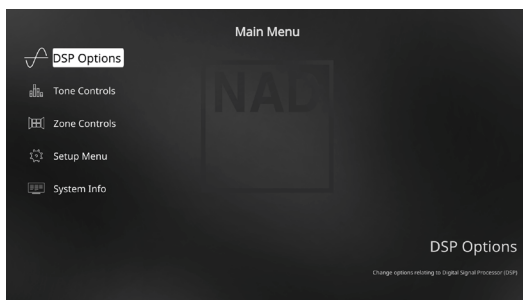 Main Menu
DSP Options
Tone Controls
Zone Controls
Setup Menu
System Info
NAD
DSP Options
Change options relating to Digital Signal Processor (DSP)